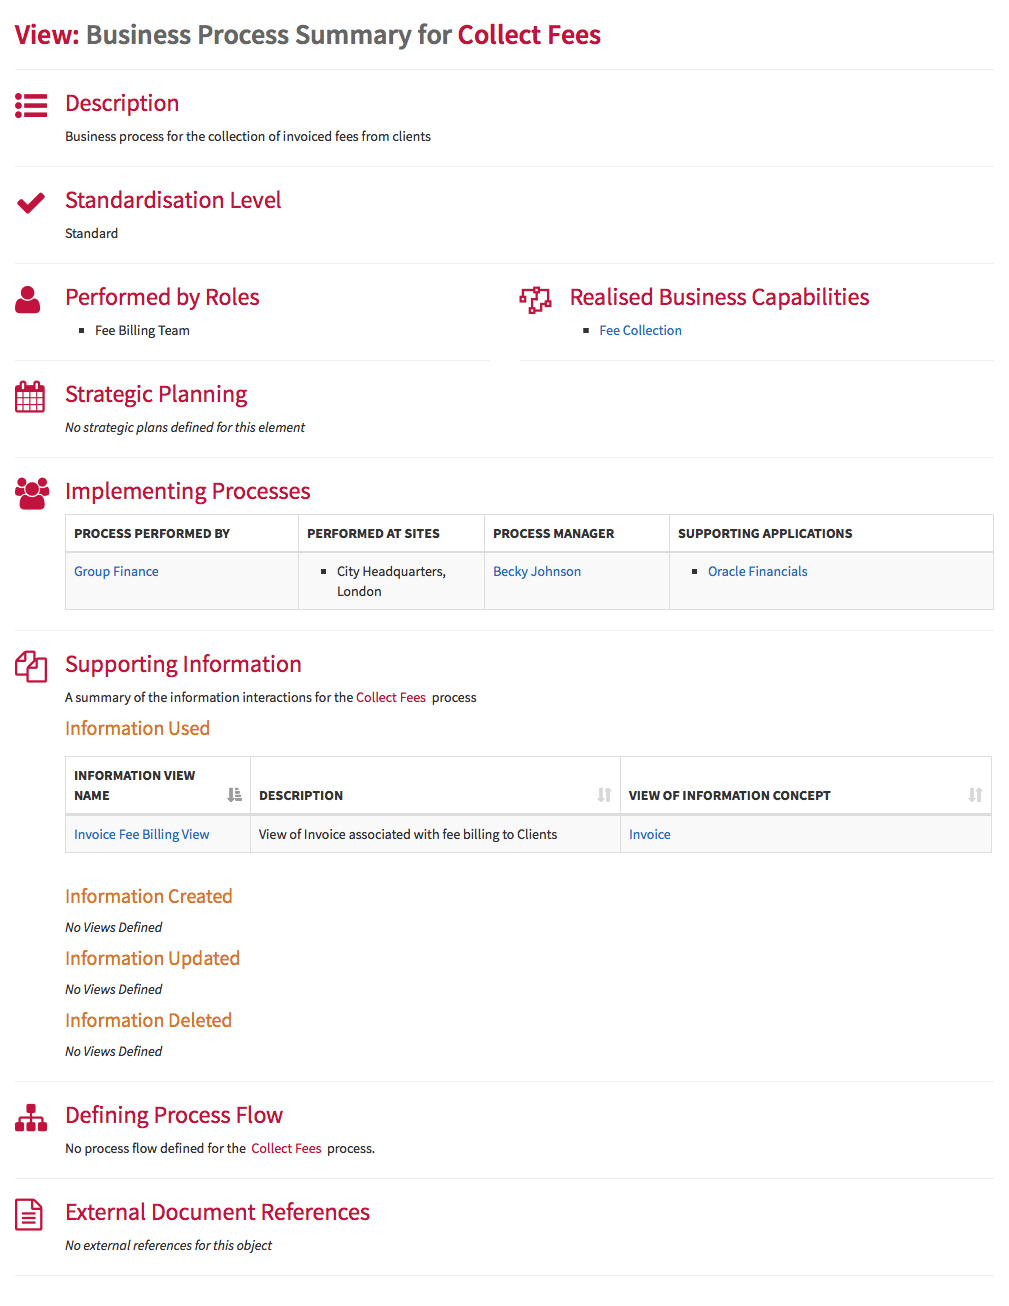 View: Business Process Summary for Collect Fees
Description
Business process for the collection of invoiced fees from clients
Standardisation Level
Standard
Performed by Roles
Fee Billing Team
Realised Business Capabilities
Fee Collection
Strategic Planning
No strategic plans defined for this element
Implementing Processes
PROCESS PERFORMED BY PERFORMED AT SITES PROCESS MANAGER SUPPORTING APPLICATIONS
Group Finance City Headquarters, Becky Johnson Oracle Financials
London
Supporting Information
A summary of the information interactions for the Collect Fees process
Information Used
INFORMATION VIEW
NAME DESCRIPTION VIEW OF INFORMATION CONCEPT
Invoice Fee Billing View View of Invoice associated with fee billing to Clients Invoice
Information Created
No Views Defined
Information Updated
No Views Defined
Information Deleted
No Views Defined
Defining Process Flow
No process flow defined for the Collect Fees process.
External Document References
No external references for this object